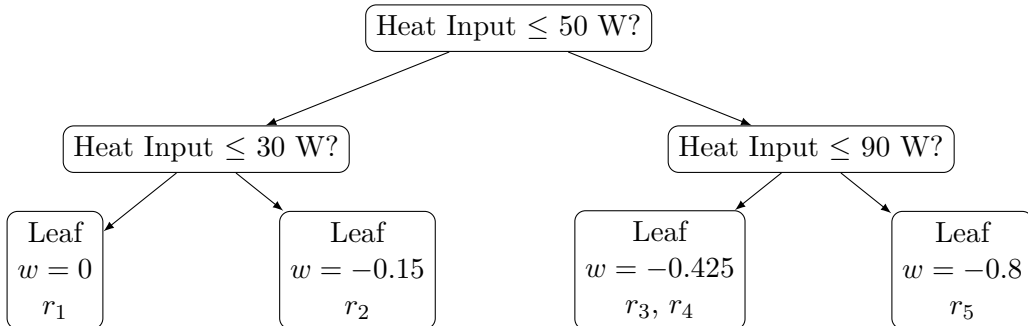 Heat Input ≤ 50 W?
Heat Input ≤ 30 W?
Heat Input ≤ 90 W?
Leaf
w = 0
r₁
Leaf
w = −0.15
r₂
Leaf
w = −0.425
r₃, r₄
Leaf
w = −0.8
r₅